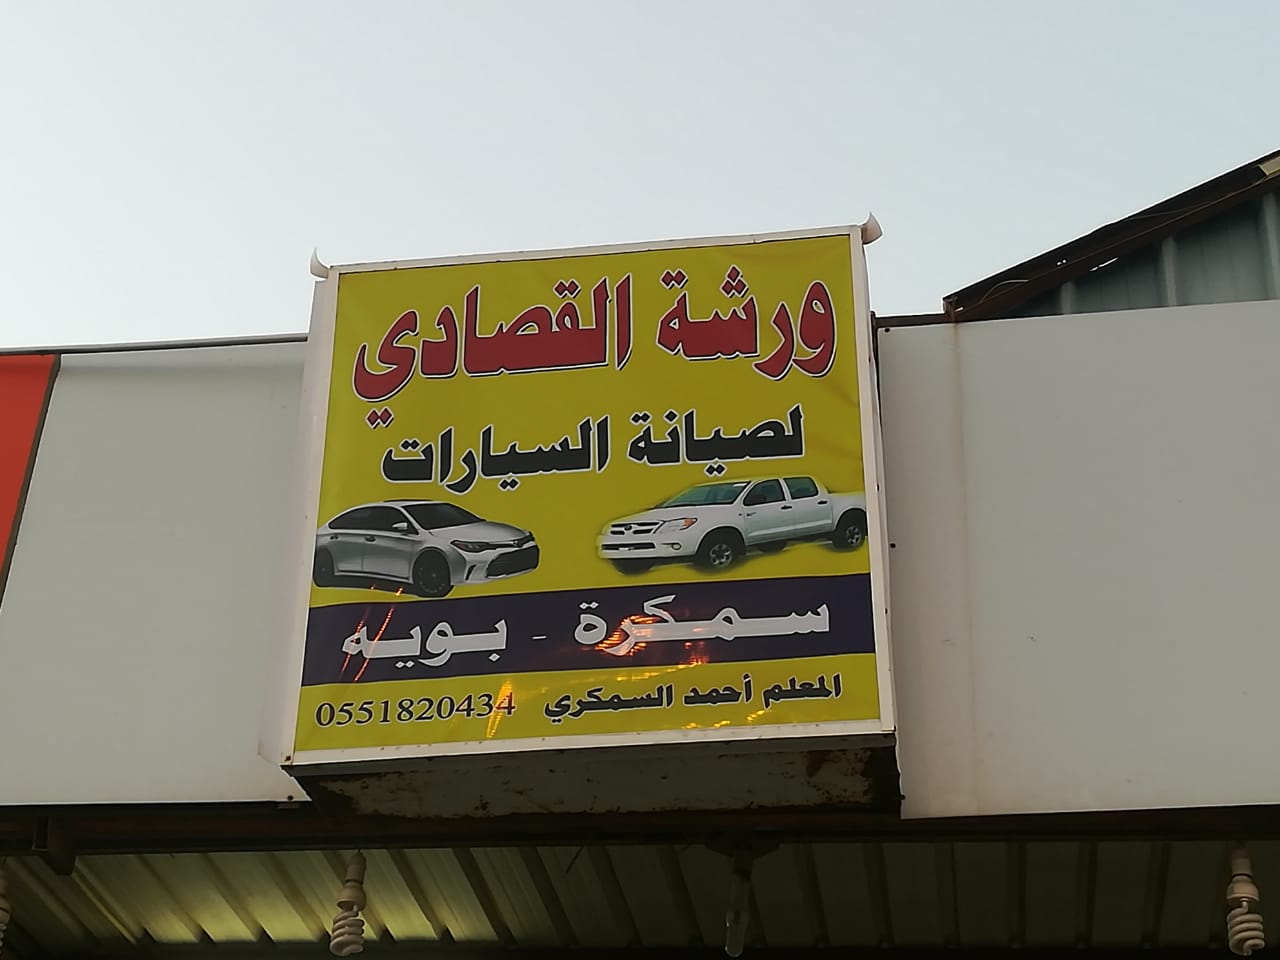 ورشة القصادي
لصيانة السيارات
سمكرة - بويه
المعلم أحمد السمكري 0551820434